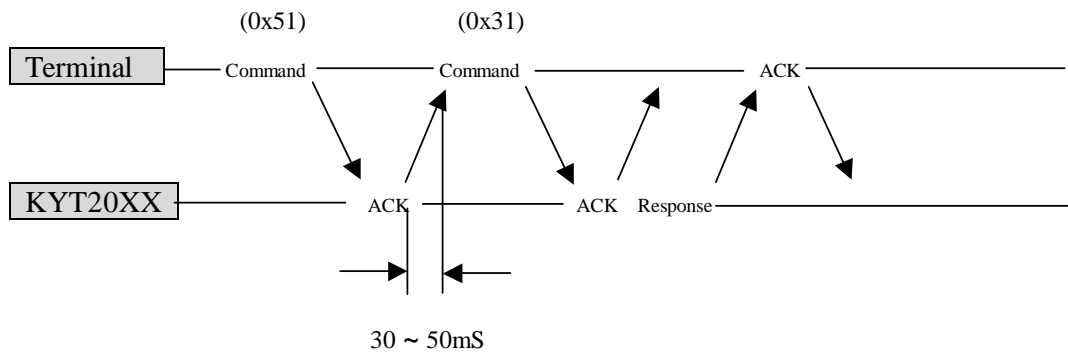 (0x51) (0x31)
Terminal Command Command ACK
KYT20XX ACK ACK Response
30 ~ 50mS